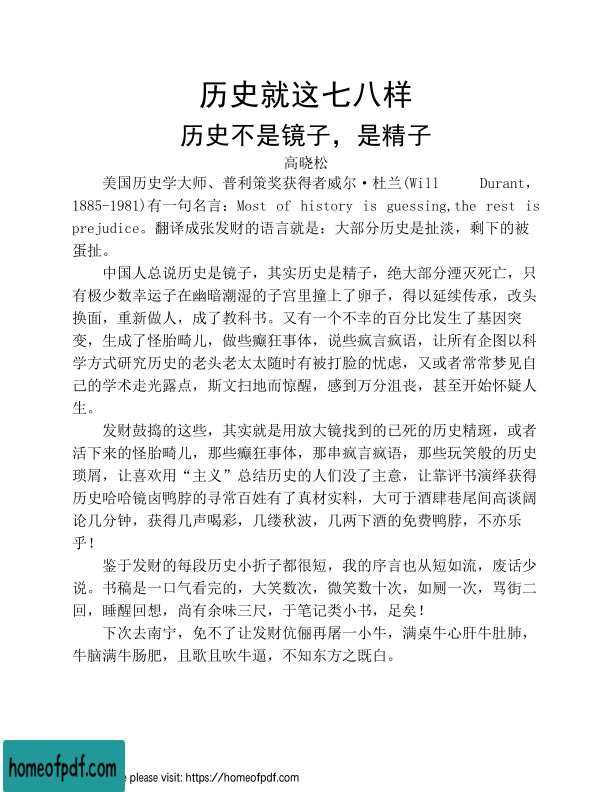 历史就这七八样
历史不是镜子，是精子
高晓松
美国历史学大师、普利策奖获得者威尔·杜兰(Will Durant，
1885-1981)有一句名言：Most of history is guessing,the rest is
prejudice。翻译成张发财的语言就是：大部分历史是扯淡，剩下的被
蛋扯。
中国人总说历史是镜子，其实历史是精子，绝大部分湮灭死亡，只
有极少数幸运子在幽暗潮湿的子宫里撞上了卵子，得以延续传承，改头
换面，重新做人，成了教科书。又有一个不幸的百分比发生了基因突
变，生成了怪胎畸儿，做些癫狂事体，说些疯言疯语，让所有企图以科
学方式研究历史的老头老太太随时有被打脸的忧虑，又或者常常梦见自
己的学术走光露点，斯文扫地而惊醒，感到万分沮丧，甚至开始怀疑人
生。
发财鼓捣的这些，其实就是用放大镜找到的已死的历史精斑，或者
活下来的怪胎畸儿，那些癫狂事体，那串疯言疯语，那些玩笑般的历史
琐屑，让喜欢用“主义”总结历史的人们没了主意，让靠评书演绎获得
历史哈哈镜卤鸭脖的寻常百姓有了真材实料，大可于酒肆巷尾间高谈阔
论几分钟，获得几声喝彩，几缕秋波，几两下酒的免费鸭脖，不亦乐
乎！
鉴于发财的每段历史小折子都很短，我的序言也从短如流，废话少
说。书稿是一口气看完的，大笑数次，微笑数十次，如厕一次，骂街二
回，睡醒回想，尚有余味三尺，于笔记类小书，足矣！
下次去南宁，免不了让发财伉俪再屠一小牛，满桌牛心肝牛肚肺，
牛脑满牛肠肥，且歌且吹牛逼，不知东方之既白。
homeofpdf.com
e please visit: https://homeofpdf.com